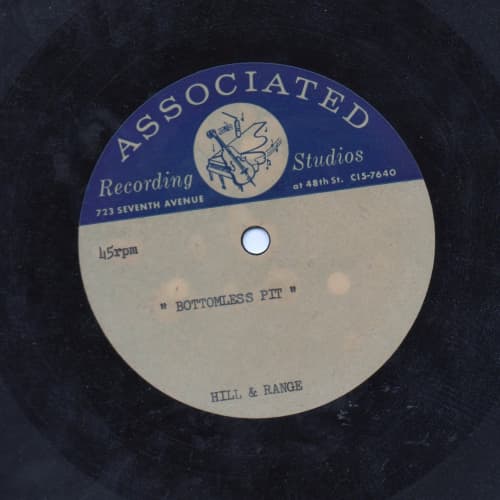 ASSOCIATED
Recording Studios
723 SEVENTH AVENUE at 48th St. CI5-7640
45rpm
" BOTTOMLESS PIT "
HILL & RANGE